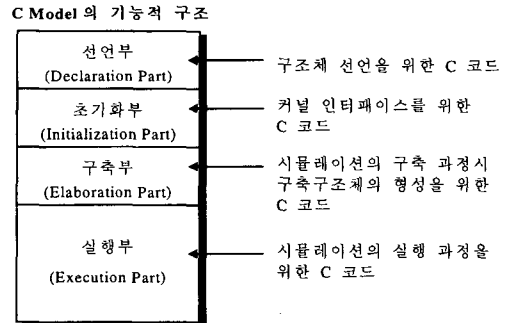 C Model 의 기능적 구조
선언부
(Declaration Part)
구조체 선언을 위한 C 코드
초기화부
(Initialization Part)
커널 인터패이스를 위한
C 코드
구축부
(Elaboration Part)
시뮬레이션의 구축 과정시
구축구조체의 형성을 위한
C 코드
실행부
(Execution Part)
시뮬레이션의 실행 과정을
위한 C 코드